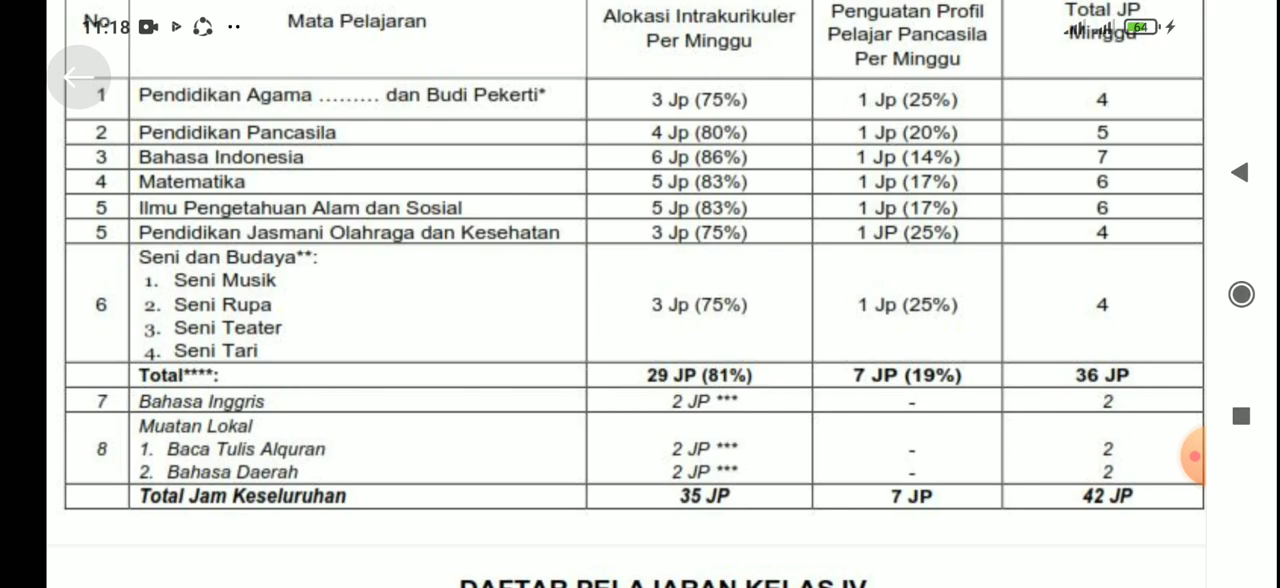 11:18 64
No Mata Pelajaran Alokasi Intrakurikuler Per Minggu Penguatan Profil Pelajar Pancasila Per Minggu Total JP Minggu
1 Pendidikan Agama ......... dan Budi Pekerti* 3 Jp (75%) 1 Jp (25%) 4
2 Pendidikan Pancasila 4 Jp (80%) 1 Jp (20%) 5
3 Bahasa Indonesia 6 Jp (86%) 1 Jp (14%) 7
4 Matematika 5 Jp (83%) 1 Jp (17%) 6
5 Ilmu Pengetahuan Alam dan Sosial 5 Jp (83%) 1 Jp (17%) 6
5 Pendidikan Jasmani Olahraga dan Kesehatan 3 Jp (75%) 1 JP (25%) 4
6 Seni dan Budaya**:
1. Seni Musik
2. Seni Rupa 3 Jp (75%) 1 Jp (25%) 4
3. Seni Teater
4. Seni Tari
Total****: 29 JP (81%) 7 JP (19%) 36 JP
7 Bahasa Inggris 2 JP *** - 2
8 Muatan Lokal
1. Baca Tulis Alquran 2 JP *** - 2
2. Bahasa Daerah 2 JP *** - 2
Total Jam Keseluruhan 35 JP 7 JP 42 JP
DAFTAR PELAJARAN KELAS IV